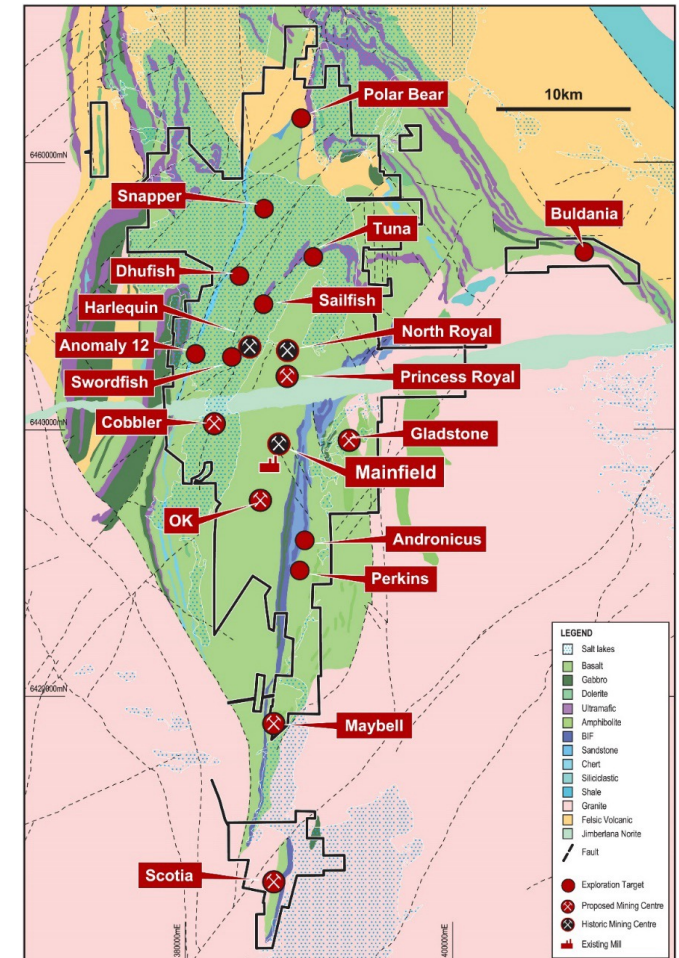 Polar Bear
10km
6460000mN
Snapper
Buldania
Tuna
Dhufish
Sailfish
Harlequin
North Royal
Anomaly 12
Swordfish
Princess Royal
Cobbler
6440000mN
Gladstone
Mainfield
OK
Andronicus
Perkins
6420000mN
Maybell
Scotia
380000mE
400000mE
LEGEND
Salt lakes
Basalt
Gabbro
Dolerite
Ultramafic
Amphibolite
BIF
Sandstone
Chert
Siliciclastic
Shale
Granite
Felsic Volcanic
Jimberlana Norite
Fault
Exploration Target
Proposed Mining Centre
Historic Mining Centre
Existing Mill